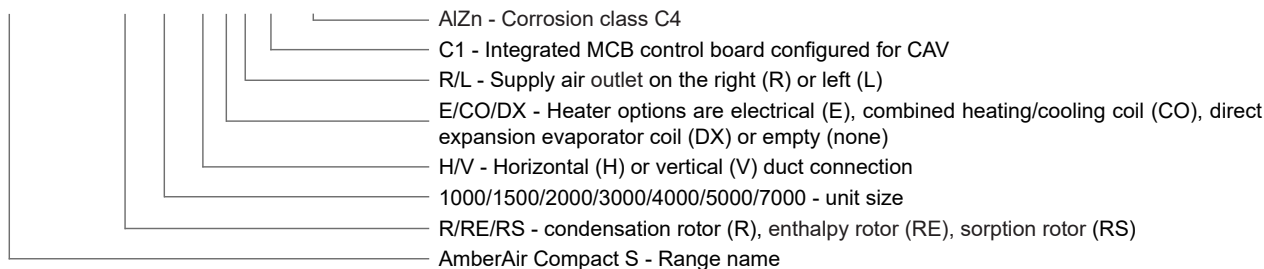 AlZn - Corrosion class C4
C1 - Integrated MCB control board configured for CAV
R/L - Supply air outlet on the right (R) or left (L)
E/CO/DX - Heater options are electrical (E), combined heating/cooling coil (CO), direct
expansion evaporator coil (DX) or empty (none)
H/V - Horizontal (H) or vertical (V) duct connection
1000/1500/2000/3000/4000/5000/7000 - unit size
R/RE/RS - condensation rotor (R), enthalpy rotor (RE), sorption rotor (RS)
AmberAir Compact S - Range name